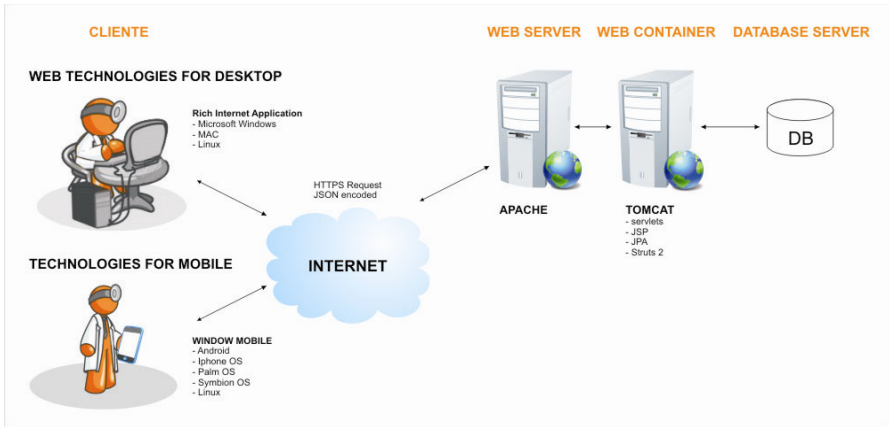 CLIENTE
WEB SERVER
WEB CONTAINER
DATABASE SERVER
WEB TECHNOLOGIES FOR DESKTOP
Rich Internet Application
- Microsoft Windows
- MAC
- Linux
HTTPS Request
JSON encoded
INTERNET
APACHE
TOMCAT
- servlets
- JSP
- JPA
- Struts 2
DB
TECHNOLOGIES FOR MOBILE
WINDOW MOBILE
- Android
- Iphone OS
- Palm OS
- Symbion OS
- Linux